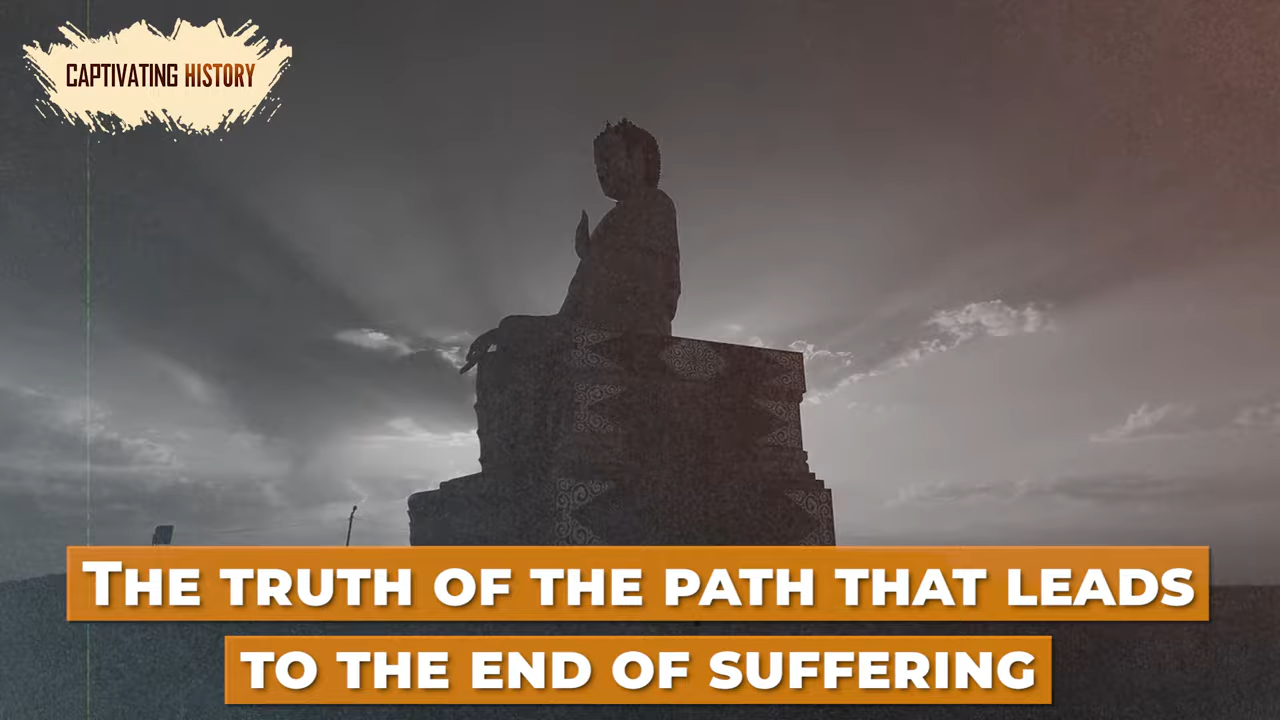 CAPTIVATING HISTORY
THE TRUTH OF THE PATH THAT LEADS
TO THE END OF SUFFERING